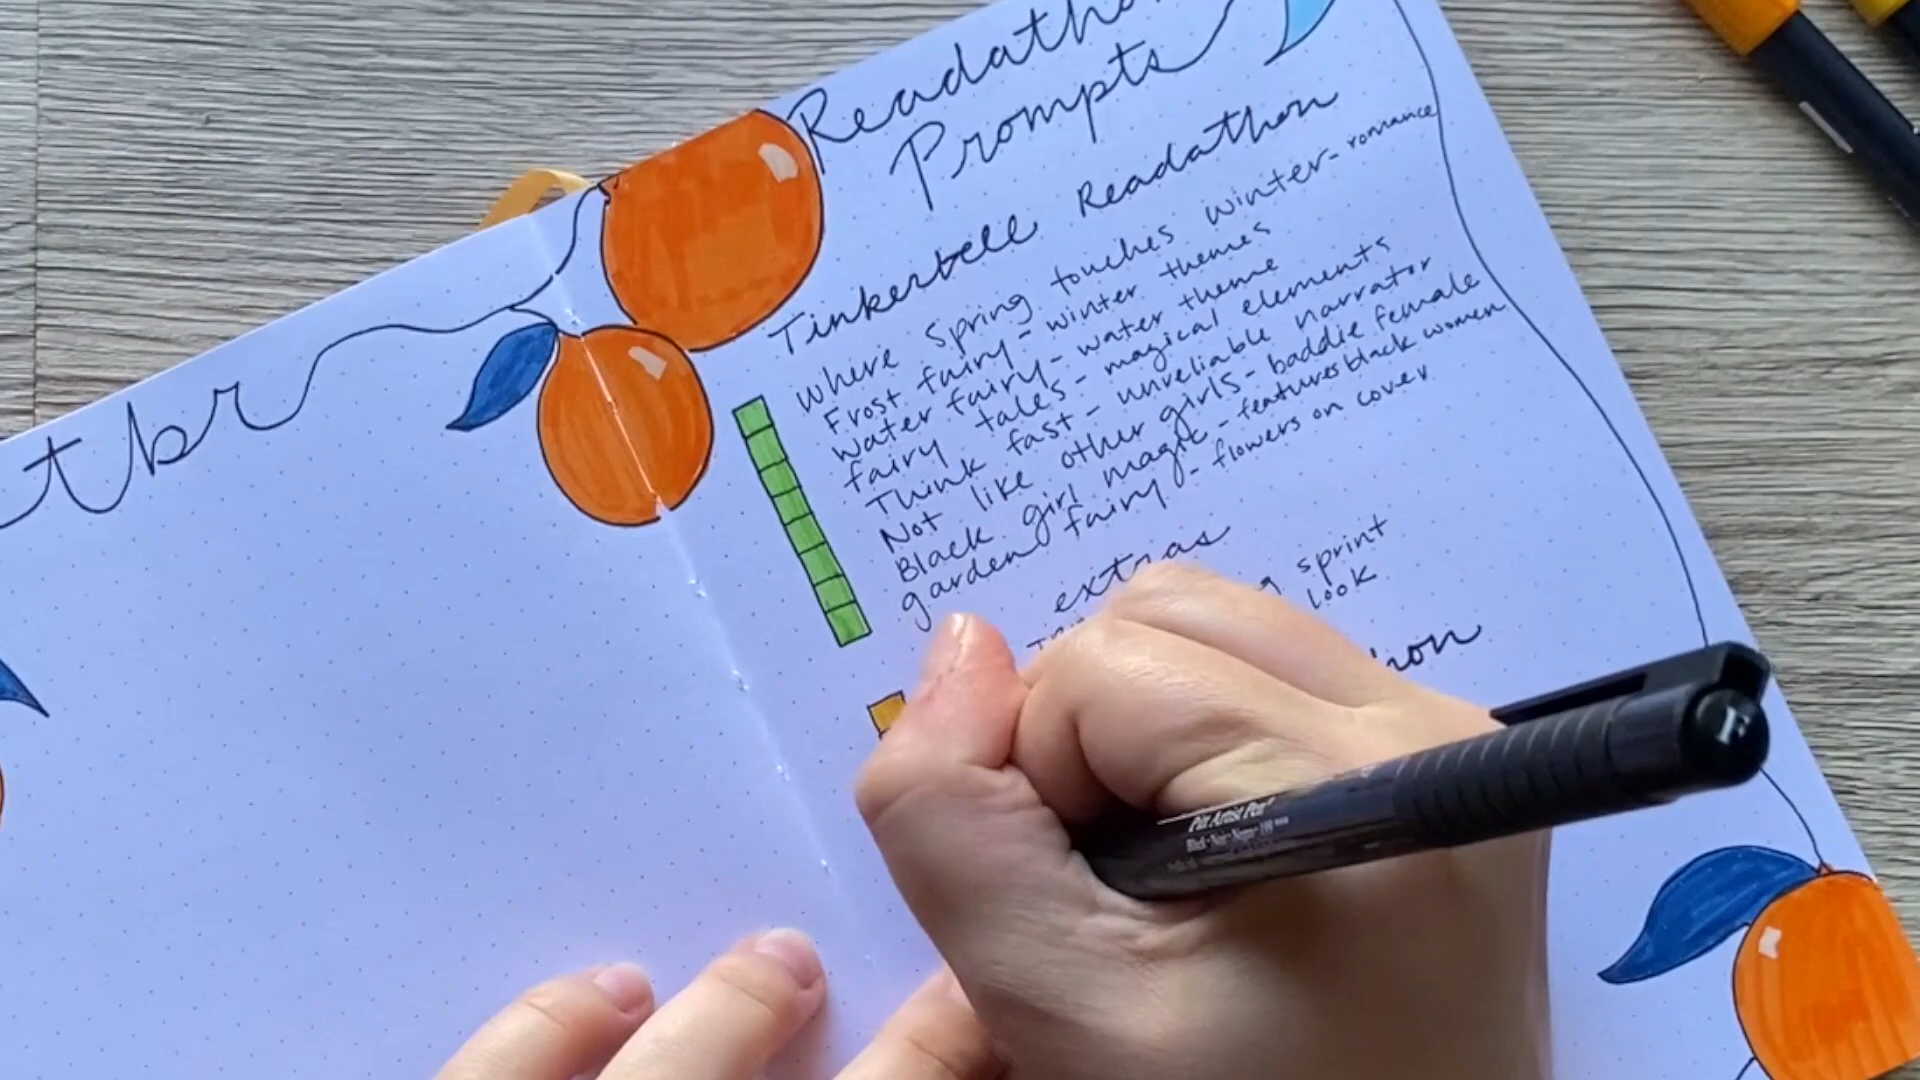 tbr
Readathon
Prompts
Tinkerbell Readathon
Where Spring touches winter - romance
Frost fairy - winter themes
water fairy - water theme
fairy tales - magical elements
Think fast - unreliable narrator
Not like other girls - baddie female
Black girl magic - features black women
garden fairy - flowers on cover
extras
sprint
look
Pitt Artist Pen